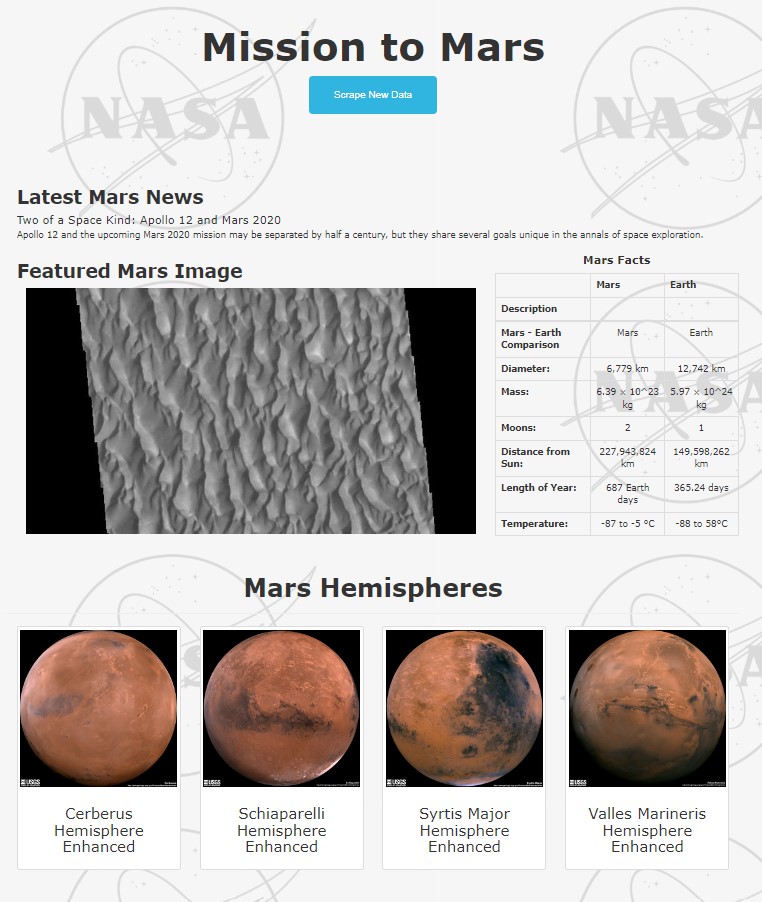 Mission to Mars
Scrape New Data
NASA
NASA
Latest Mars News
Two of a Space Kind: Apollo 12 and Mars 2020
Apollo 12 and the upcoming Mars 2020 mission may be separated by half a century, but they share several goals unique in the annals of space exploration.
Featured Mars Image
Mars Facts
Mars Earth
Description
Mars - Earth Comparison Mars Earth
Diameter: 6,779 km 12,742 km
Mass: 6.39 × 10^23 kg 5.97 × 10^24 kg
NASA
Moons: 2 1
Distance from Sun: 227,943,824 km 149,598,262 km
Length of Year: 687 Earth days 365.24 days
Temperature: -87 to -5 °C -88 to 58°C
Mars Hemispheres
USGS
USGS
USGS
USGS
Cerberus
Hemisphere
Enhanced
Schiaparelli
Hemisphere
Enhanced
Syrtis Major
Hemisphere
Enhanced
Valles Marineris
Hemisphere
Enhanced